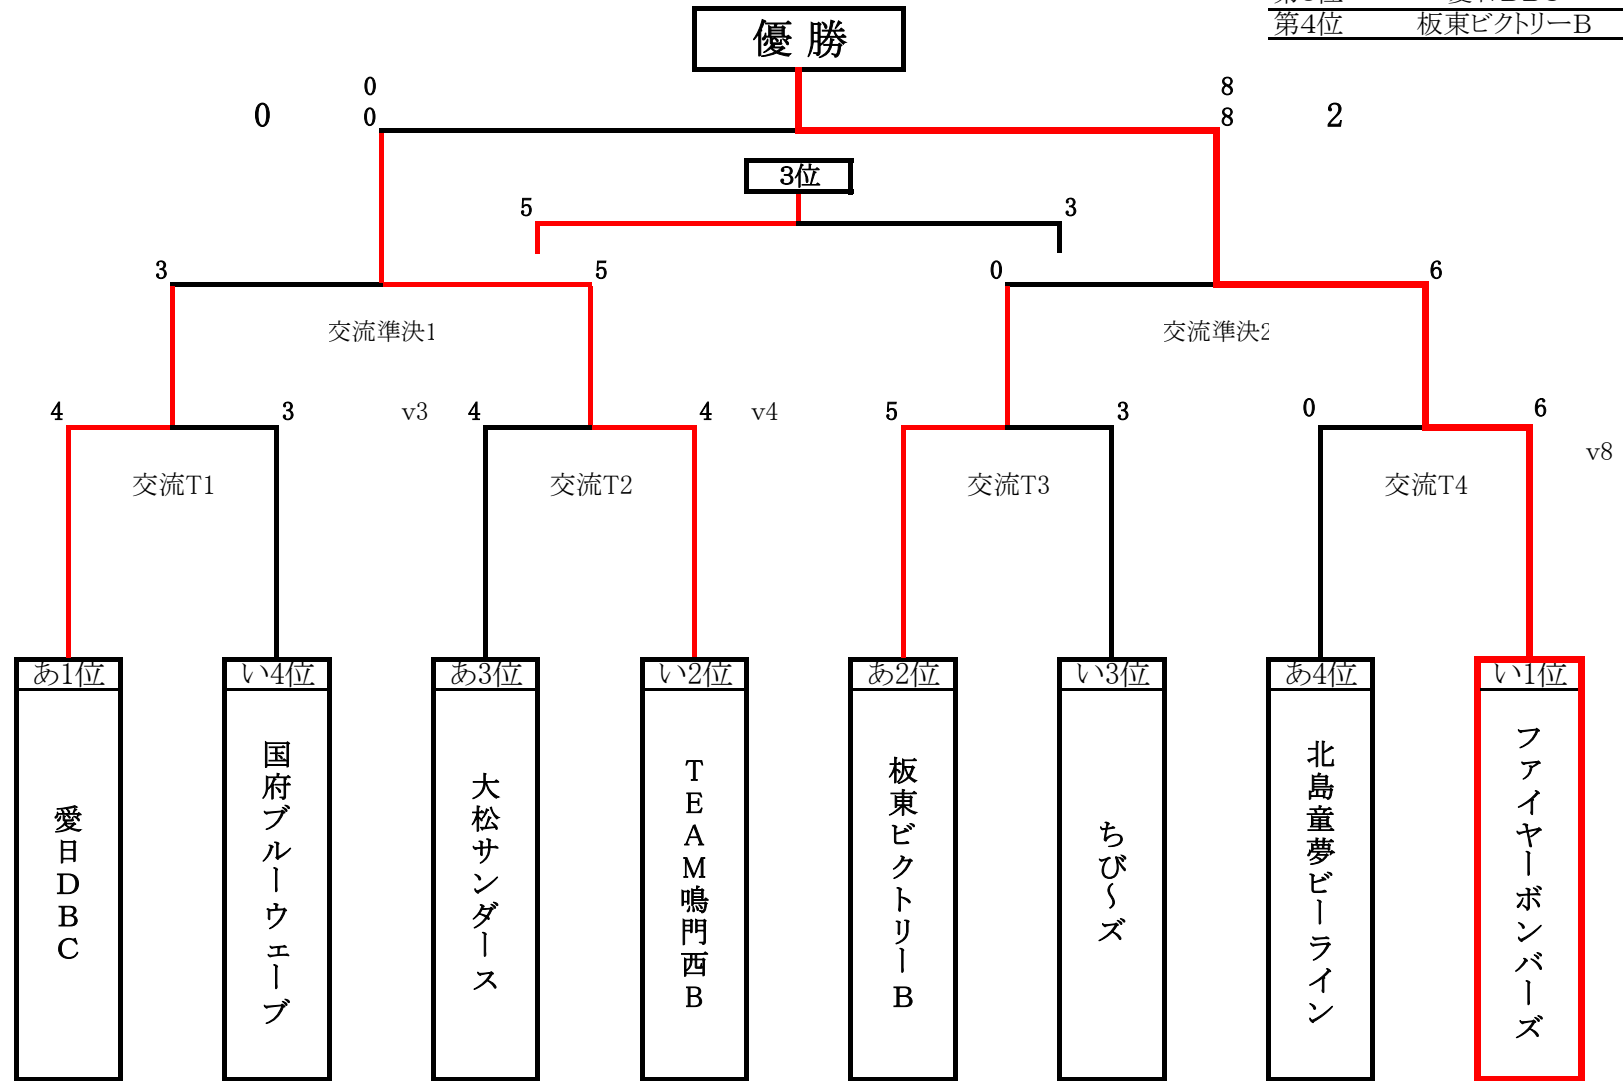 第4位 板東ビクトリーB
優 勝
0 8
0 0 8 2
3位
5 3
3 5 0 6
交流準決1 交流準決2
4 3 v3 4 4 v4 5 3 0 6
v8
交流T1 交流T2 交流T3 交流T4
あ1位 い4位 あ3位 い2位 あ2位 い3位 あ4位 い1位
愛日DBC
国府ブルーウェーブ
大松サンダース
TEAM鳴門西B
板東ビクトリーB
ちび～ズ
北島童夢ビーライン
ファイヤーボンバーズ